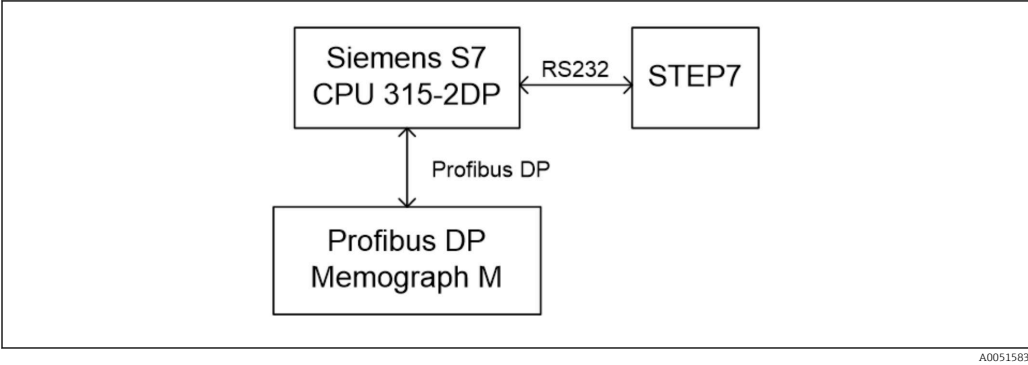 Siemens S7
CPU 315-2DP
RS232
STEP7
Profibus DP
Profibus DP
Memograph M
A0051583